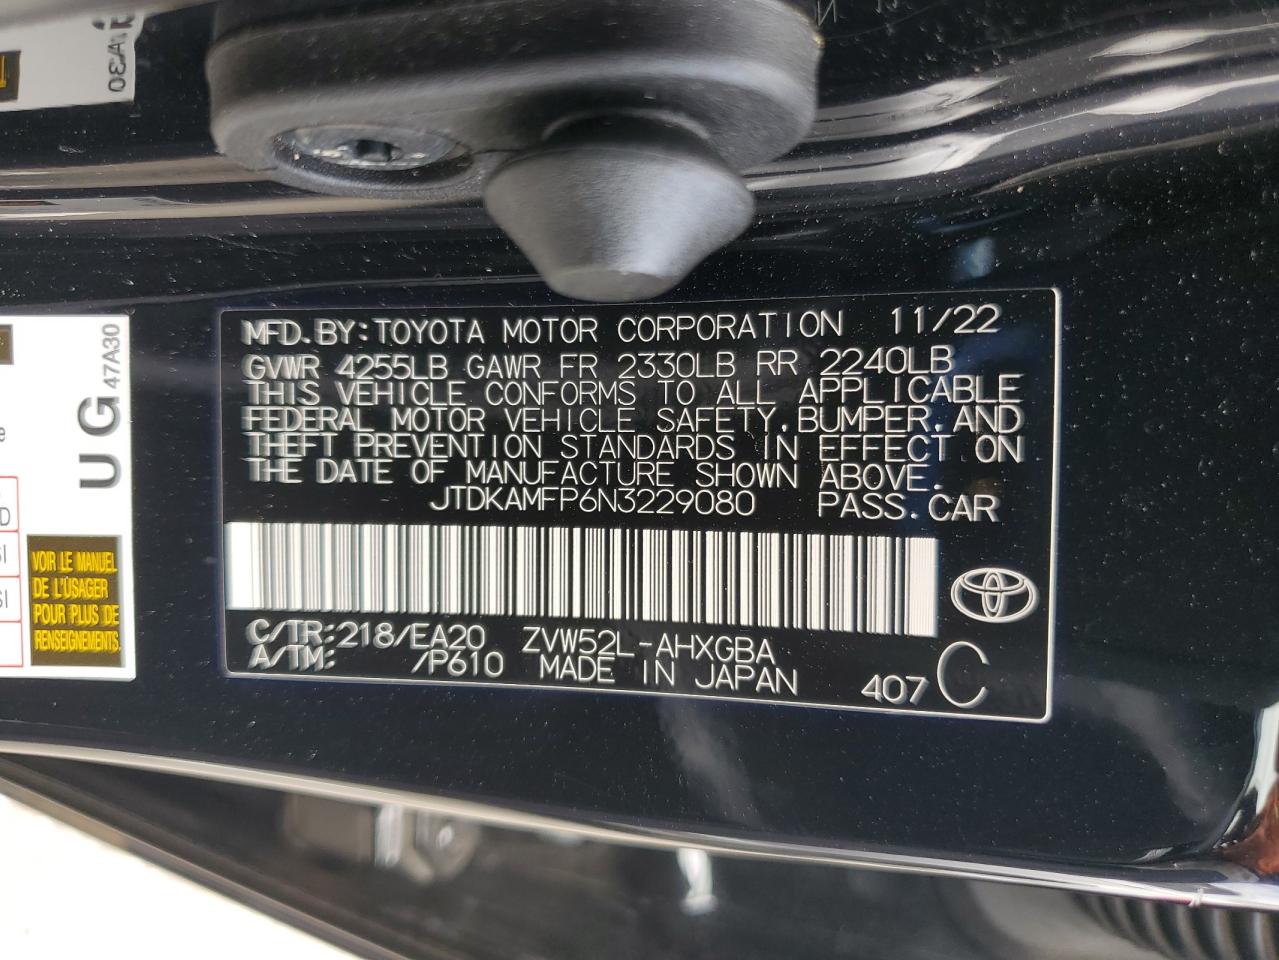 MFD.BY:TOYOTA MOTOR CORPORATION 11/22
GVWR 4255LB GAWR FR 2330LB RR 2240LB
THIS VEHICLE CONFORMS TO ALL APPLICABLE
FEDERAL MOTOR VEHICLE SAFETY,BUMPER,AND
THEFT PREVENTION STANDARDS IN EFFECT ON
THE DATE OF MANUFACTURE SHOWN ABOVE.
JTDKAMFP6N3229080 PASS.CAR
C/TR:218/EA20 ZVW52L-AHXGBA
A/TM: /P610 MADE IN JAPAN
407 C
UG 47A30
VOIR LE MANUEL
DE L'USAGER
POUR PLUS DE
RENSEIGNEMENTS.